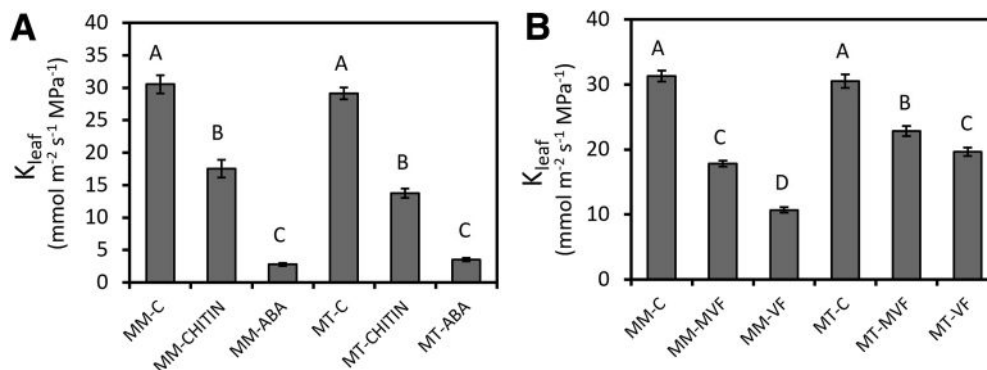 A
K_leaf
(mmol m⁻² s⁻¹ MPa⁻¹)
40
35
30
25
20
15
10
5
0
A
B
C
A
B
C
MM-C
MM-CHITIN
MM-ABA
MT-C
MT-CHITIN
MT-ABA
B
K_leaf
(mmol m⁻² s⁻¹ MPa⁻¹)
40
30
20
10
0
A
C
D
A
B
C
MM-C
MM-MVF
MM-VF
MT-C
MT-MVF
MT-VF